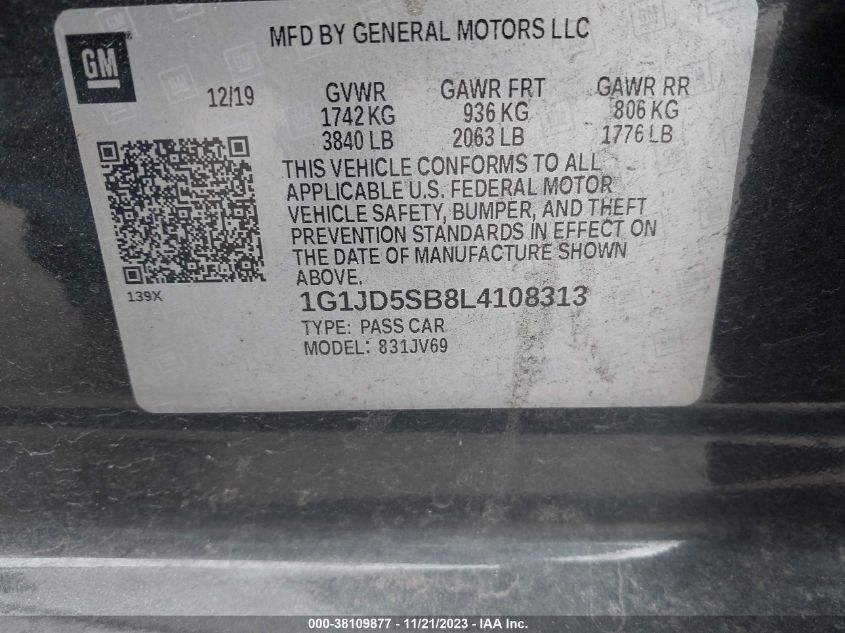 MFD BY GENERAL MOTORS LLC
GM
12/19 GVWR GAWR FRT GAWR RR
1742 KG 936 KG 806 KG
3840 LB 2063 LB 1776 LB
THIS VEHICLE CONFORMS TO ALL
APPLICABLE U.S. FEDERAL MOTOR
VEHICLE SAFETY, BUMPER, AND THEFT
PREVENTION STANDARDS IN EFFECT ON
THE DATE OF MANUFACTURE SHOWN
ABOVE.
139X
1G1JD5SB8L4108313
TYPE: PASS CAR
MODEL: 831JV69
000-38109877 - 11/21/2023 - IAA Inc.